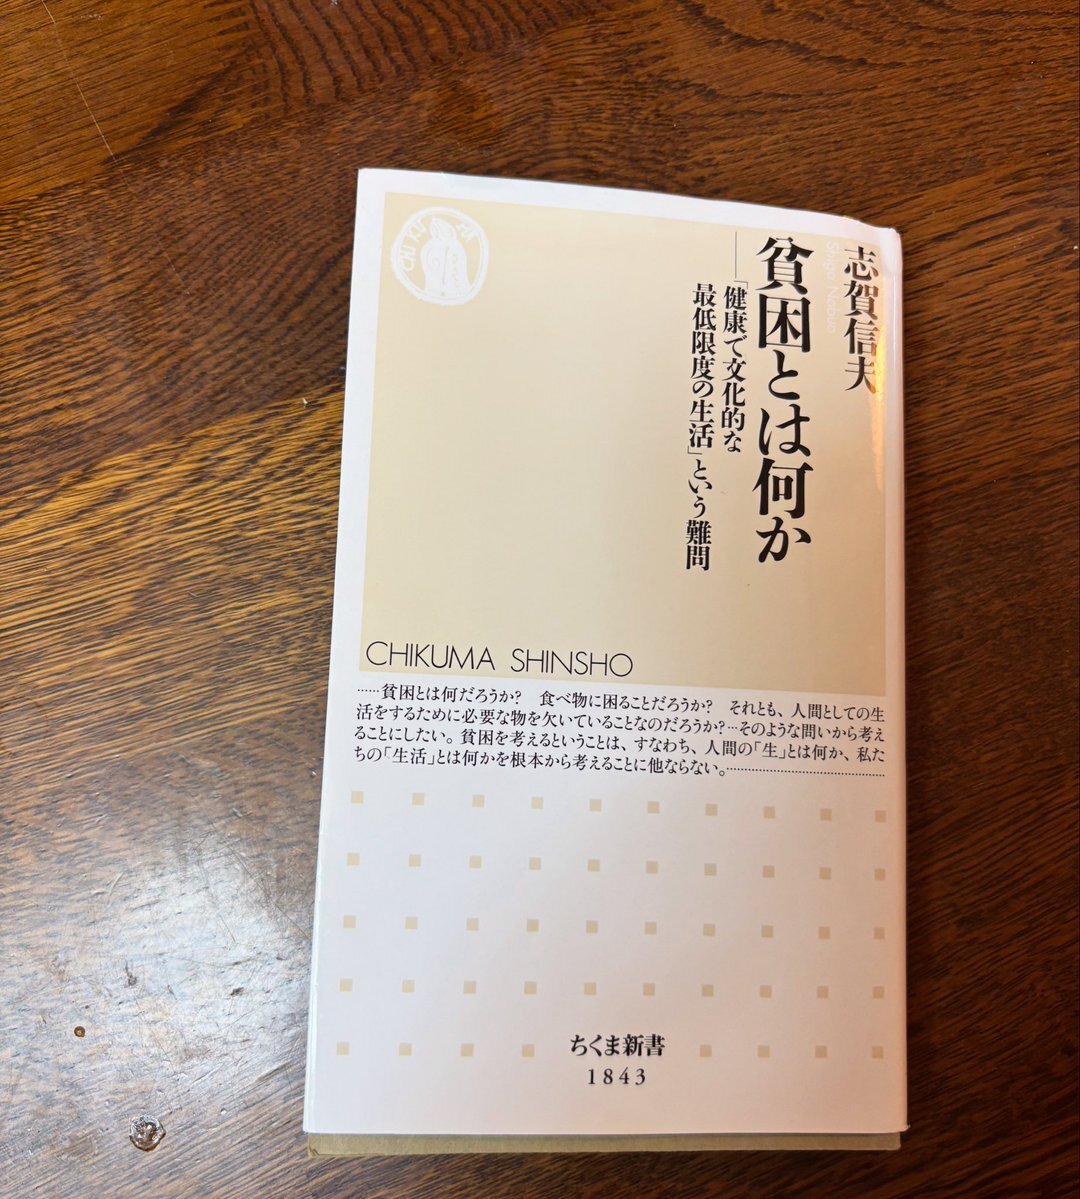 志賀信夫
Shiga Nobuo
貧困とは何か
──「健康で文化的な
最低限度の生活」という難問
CHIKUMA SHINSHO
……貧困とは何だろうか？　食べ物に困ることだろうか？　それとも、人間としての生
活をするために必要な物を欠いていることなのだろうか？…そのような問いから考え
ることにしたい。貧困を考えるということは、すなわち、人間の「生」とは何か、私た
ちの「生活」とは何かを根本から考えることに他ならない。……………………
ちくま新書
1843